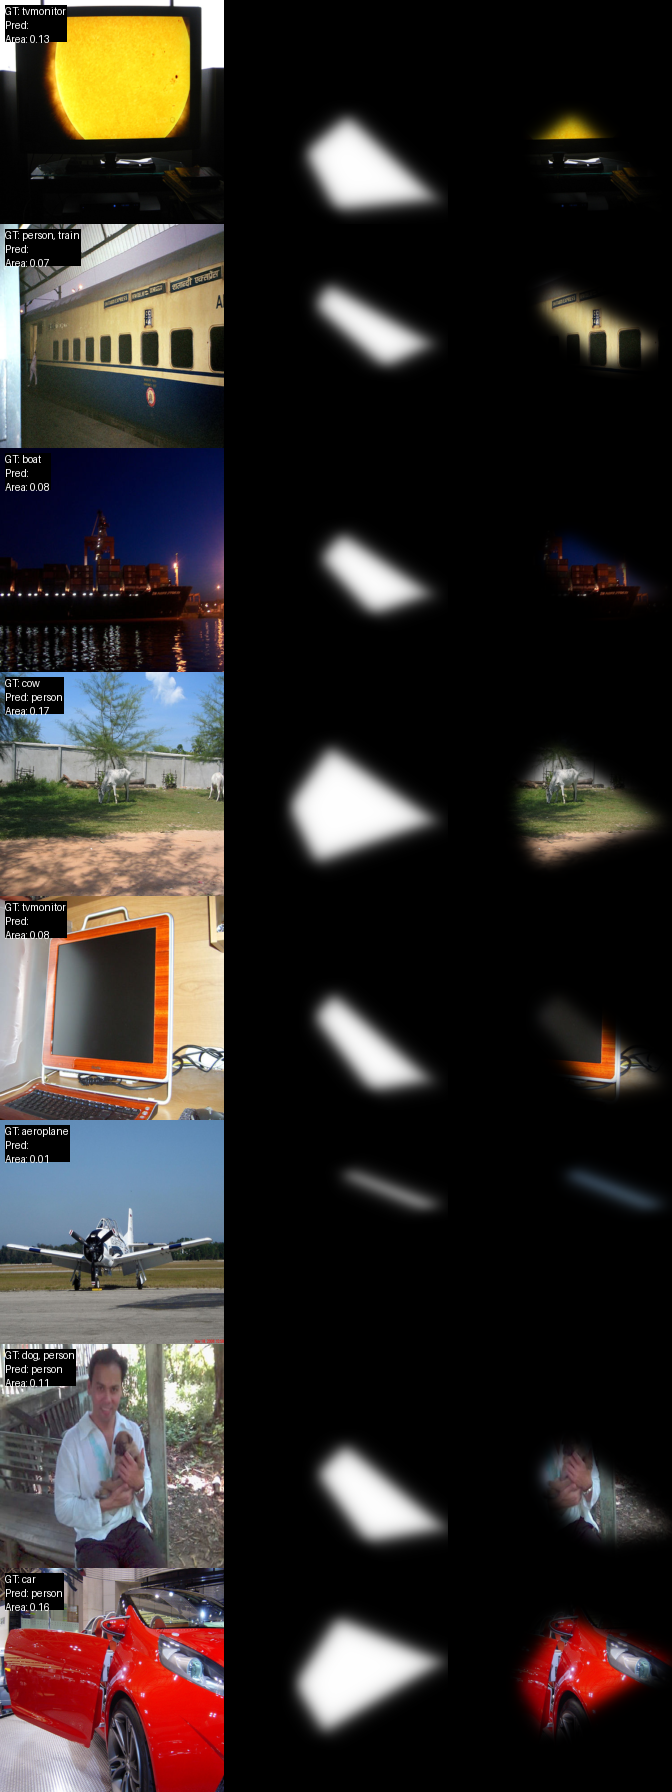 GT: tvmonitor
Pred:
Area: 0.13
GT: person, train
Pred:
Area: 0.07
GT: boat
Pred:
Area: 0.08
GT: cow
Pred: person
Area: 0.17
GT: tvmonitor
Pred:
Area: 0.08
GT: aeroplane
Pred:
Area: 0.01
GT: dog, person
Pred: person
Area: 0.11
GT: car
Pred: person
Area: 0.16